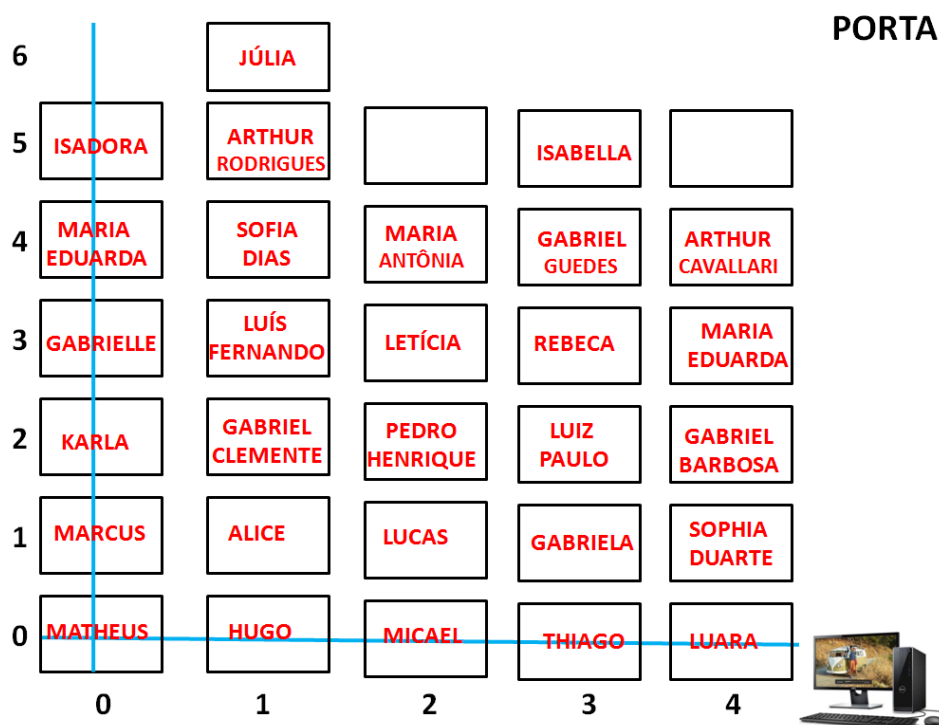 PORTA
6
JÚLIA
5
ISADORA
ARTHUR
RODRIGUES
ISABELLA
4
MARIA
EDUARDA
SOFIA
DIAS
MARIA
ANTÔNIA
GABRIEL
GUEDES
ARTHUR
CAVALLARI
3
GABRIELLE
LUÍS
FERNANDO
LETÍCIA
REBECA
MARIA
EDUARDA
2
KARLA
GABRIEL
CLEMENTE
PEDRO
HENRIQUE
LUIZ
PAULO
GABRIEL
BARBOSA
1
MARCUS
ALICE
LUCAS
GABRIELA
SOPHIA
DUARTE
0
MATHEUS
HUGO
MICAEL
THIAGO
LUARA
0 1 2 3 4